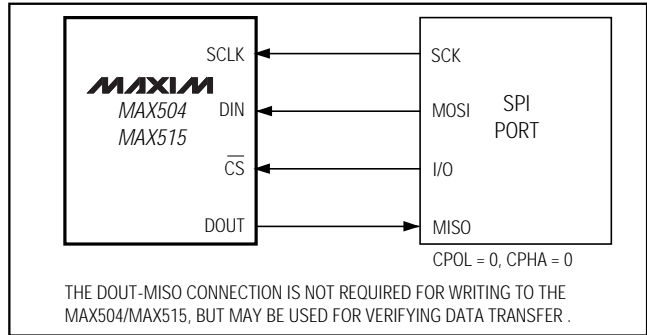 SCLK SCK
MAXIM
MAX504 DIN MOSI SPI
MAX515 PORT
CS I/O
DOUT MISO
CPOL = 0, CPHA = 0
THE DOUT-MISO CONNECTION IS NOT REQUIRED FOR WRITING TO THE
MAX504/MAX515, BUT MAY BE USED FOR VERIFYING DATA TRANSFER .